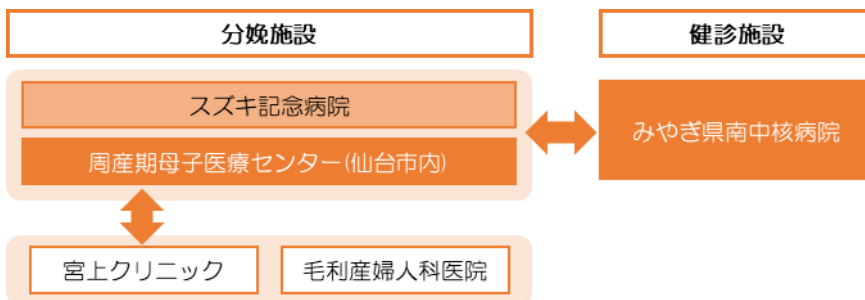 分娩施設
健診施設
スズキ記念病院
周産期母子医療センター(仙台市内)
みやぎ県南中核病院
宮上クリニック
毛利産婦人科医院